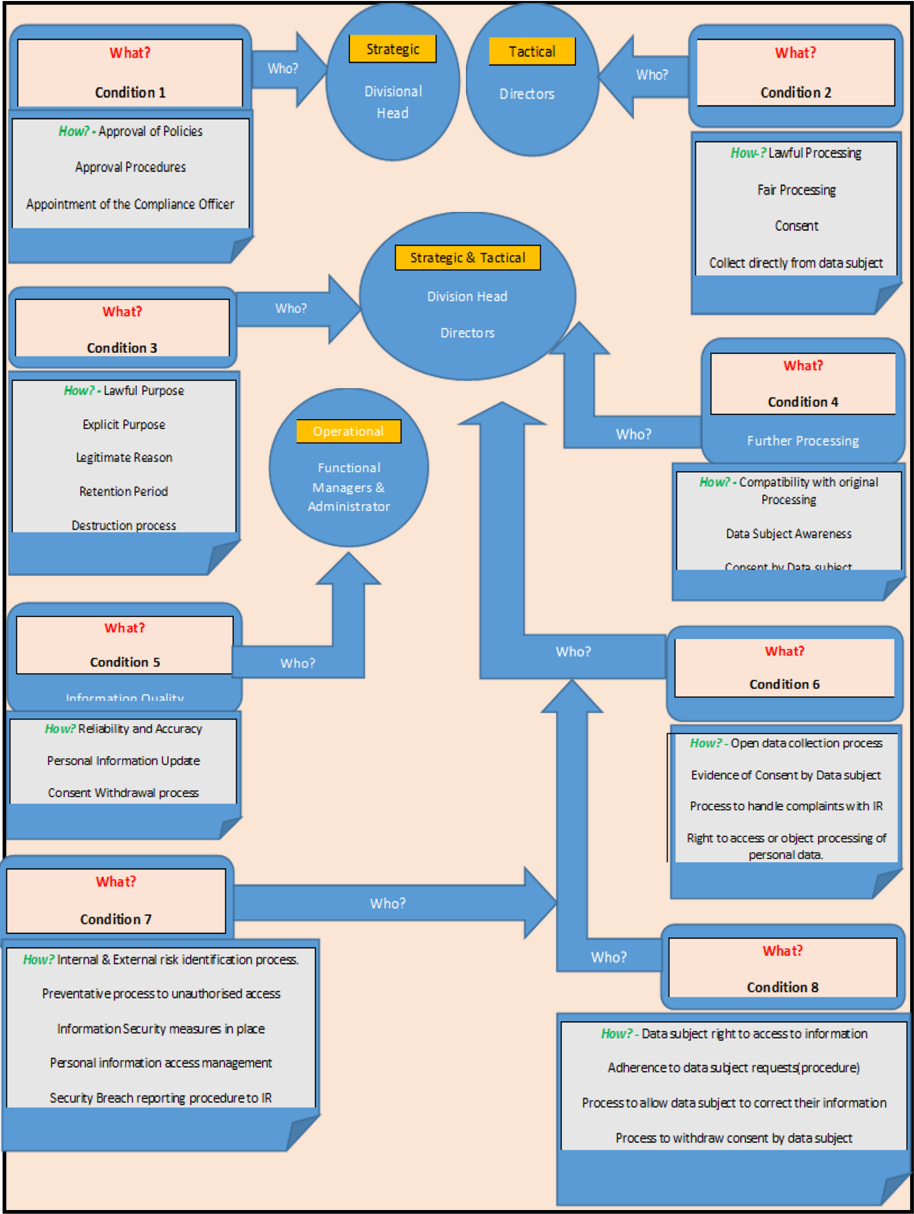 What?
Condition 1
Who?
Strategic
Divisional
Head
Tactical
Directors
Who?
What?
Condition 2
How? - Approval of Policies
Approval Procedures
Appointment of the Compliance Officer
How-? Lawful Processing
Fair Processing
Consent
Collect directly from data subject
Strategic & Tactical
Division Head
Directors
What?
Condition 3
Who?
How? - Lawful Purpose
Explicit Purpose
Legitimate Reason
Retention Period
Destruction process
What?
Condition 4
Further Processing
Who?
How? - Compatibility with original
Processing
Data Subject Awareness
Consent by Data subject
Operational
Functional
Managers &
Administrator
What?
Condition 5
Information Quality
Who?
How? Reliability and Accuracy
Personal Information Update
Consent Withdrawal process
Who?
What?
Condition 6
How? - Open data collection process
Evidence of Consent by Data subject
Process to handle complaints with IR
Right to access or object processing of
personal data.
What?
Condition 7
Who?
How? Internal & External risk identification process.
Preventative process to unauthorised access
Information Security measures in place
Personal information access management
Security Breach reporting procedure to IR
Who?
What?
Condition 8
How? - Data subject right to access to information
Adherence to data subject requests(procedure)
Process to allow data subject to correct their information
Process to withdraw consent by data subject